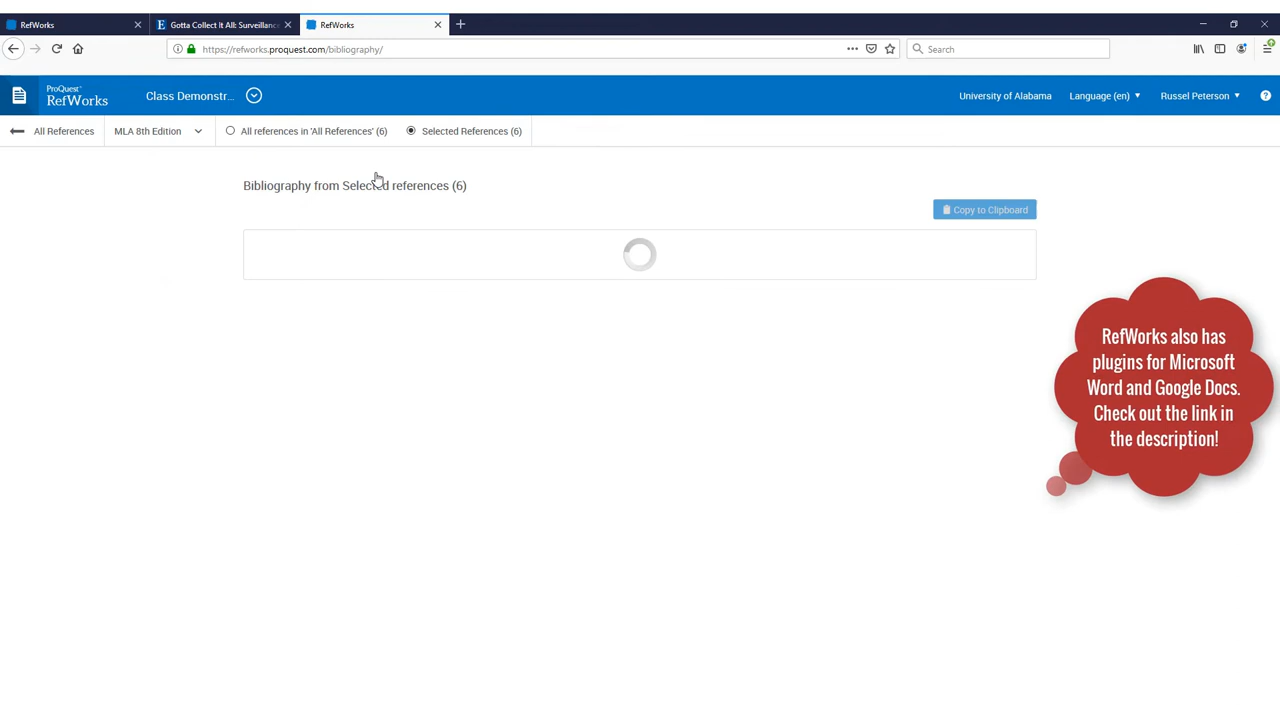 RefWorks
Gotta Collect It All: Surveillanc
RefWorks
https://refworks.proquest.com/bibliography/
Search
ProQuest
RefWorks
Class Demonstr...
University of Alabama
Language (en)
Russel Peterson
All References
MLA 8th Edition
All references in 'All References' (6)
Selected References (6)
Bibliography from Selected references (6)
Copy to Clipboard
RefWorks also has
plugins for Microsoft
Word and Google Docs.
Check out the link in
the description!